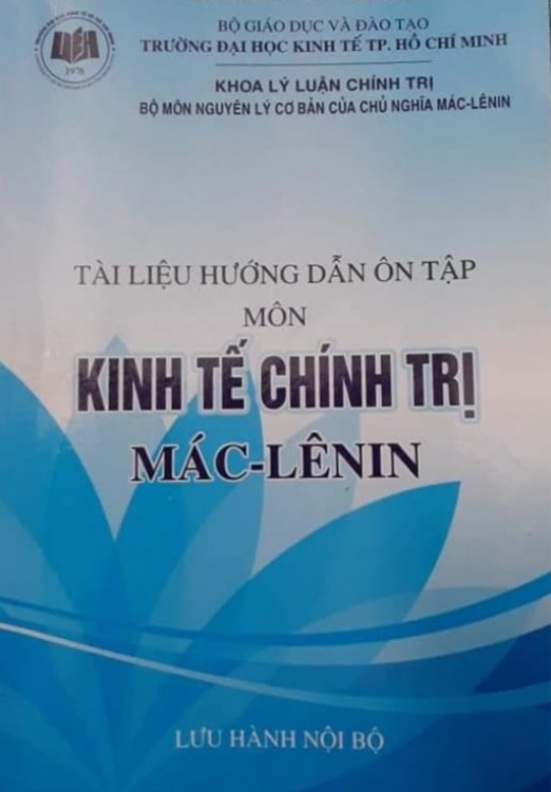 BỘ GIÁO DỤC VÀ ĐÀO TẠO
TRƯỜNG ĐẠI HỌC KINH TẾ TP. HỒ CHÍ MINH
KHOA LÝ LUẬN CHÍNH TRỊ
BỘ MÔN NGUYÊN LÝ CƠ BẢN CỦA CHỦ NGHĨA MÁC-LÊNIN
UEH
1976
TÀI LIỆU HƯỚNG DẪN ÔN TẬP
MÔN
KINH TẾ CHÍNH TRỊ
MÁC-LÊNIN
LƯU HÀNH NỘI BỘ